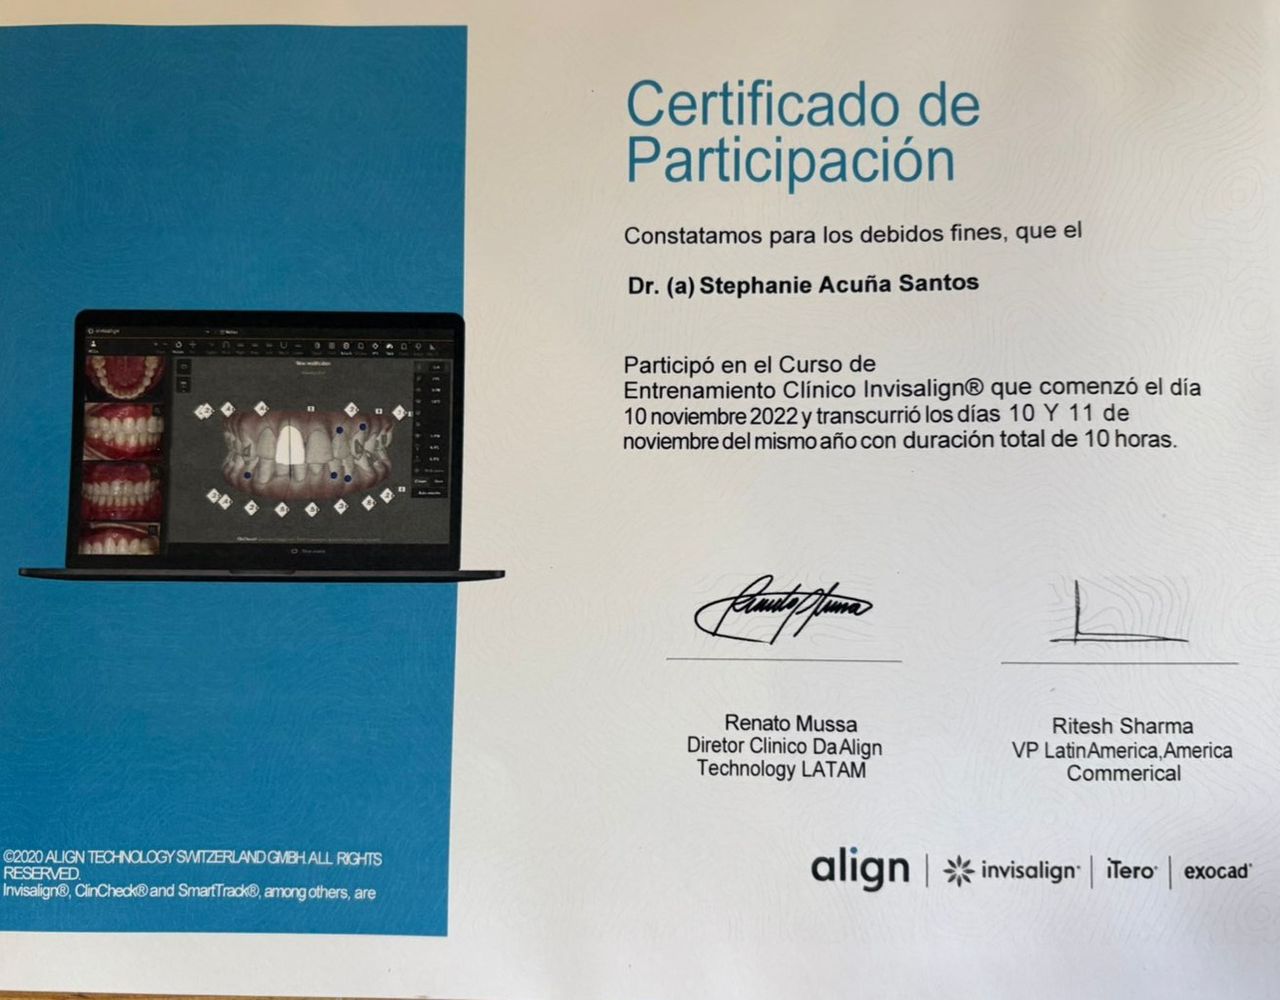 Certificado de
Participación
Constatamos para los debidos fines, que el
Dr. (a) Stephanie Acuña Santos
Participó en el Curso de
Entrenamiento Clínico Invisalign® que comenzó el día
10 noviembre 2022 y transcurrió los días 10 Y 11 de
noviembre del mismo año con duración total de 10 horas.
Renato Mussa
Diretor Clinico Da Align
Technology LATAM
Ritesh Sharma
VP Latin America, America
Commerical
©2020 ALIGN TECHNOLOGY SWITZERLAND GMBH. ALL RIGHTS
RESERVED.
Invisalign®, ClinCheck® and SmartTrack®, among others, are
align | invisalign | iTero | exocad